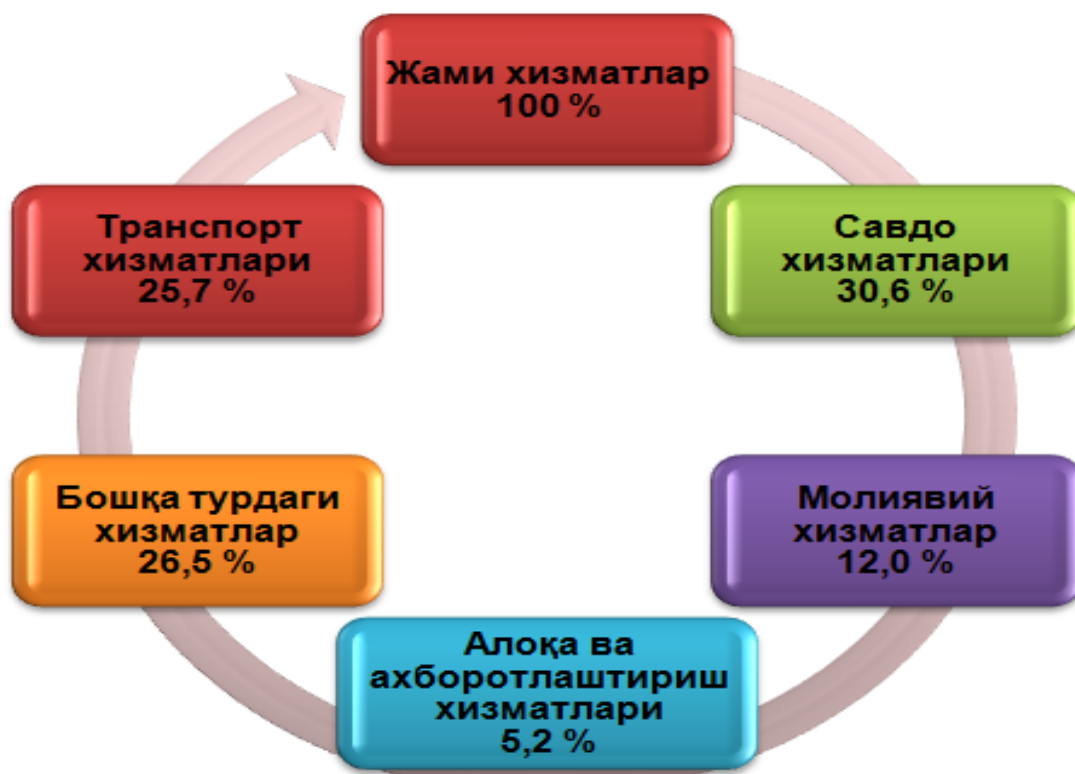 Жами хизматлар
100 %
Савдо
хизматлари
30,6 %
Молиявий
хизматлар
12,0 %
Алоқа ва
ахборотлаштириш
хизматлари
5,2 %
Бошқа турдаги
хизматлар
26,5 %
Транспорт
хизматлари
25,7 %